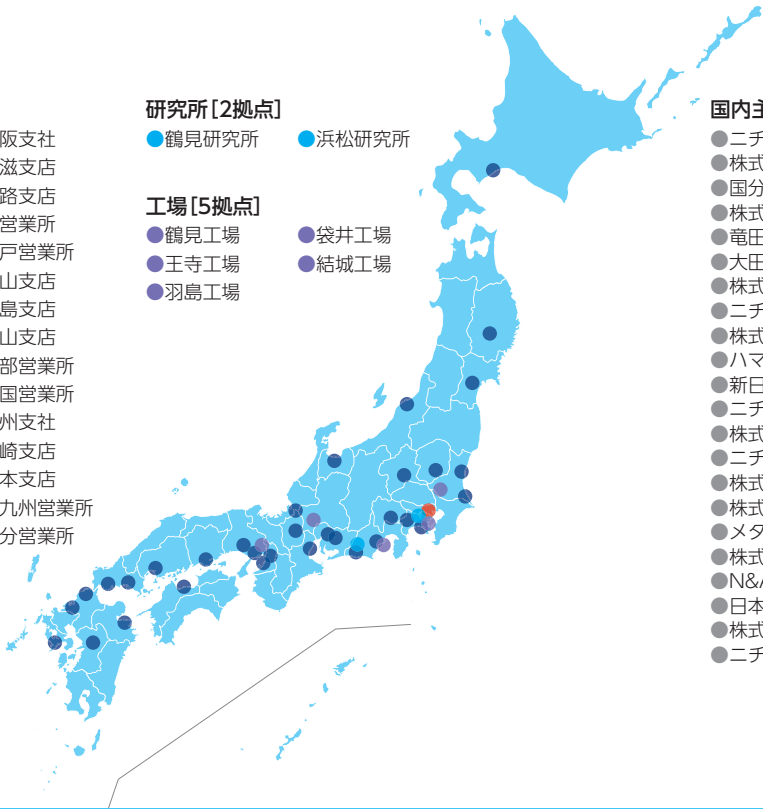 阪支社
滋支店
路支店
営業所
戸営業所
山支店
島支店
山支店
部営業所
国営業所
州支社
崎支店
本支店
九州営業所
分営業所
研究所[2拠点]
●鶴見研究所 ●浜松研究所
工場[5拠点]
●鶴見工場 ●袋井工場
●王寺工場 ●結城工場
●羽島工場
国内主
●ニチ
●株式
●国分
●株式
●竜田
●大田
●株式
●ニチ
●株式
●ハマ
●新日
●ニチ
●株式
●ニチ
●株式
●株式
●メタ
●株式
●N&A
●日本
●株式
●ニチ